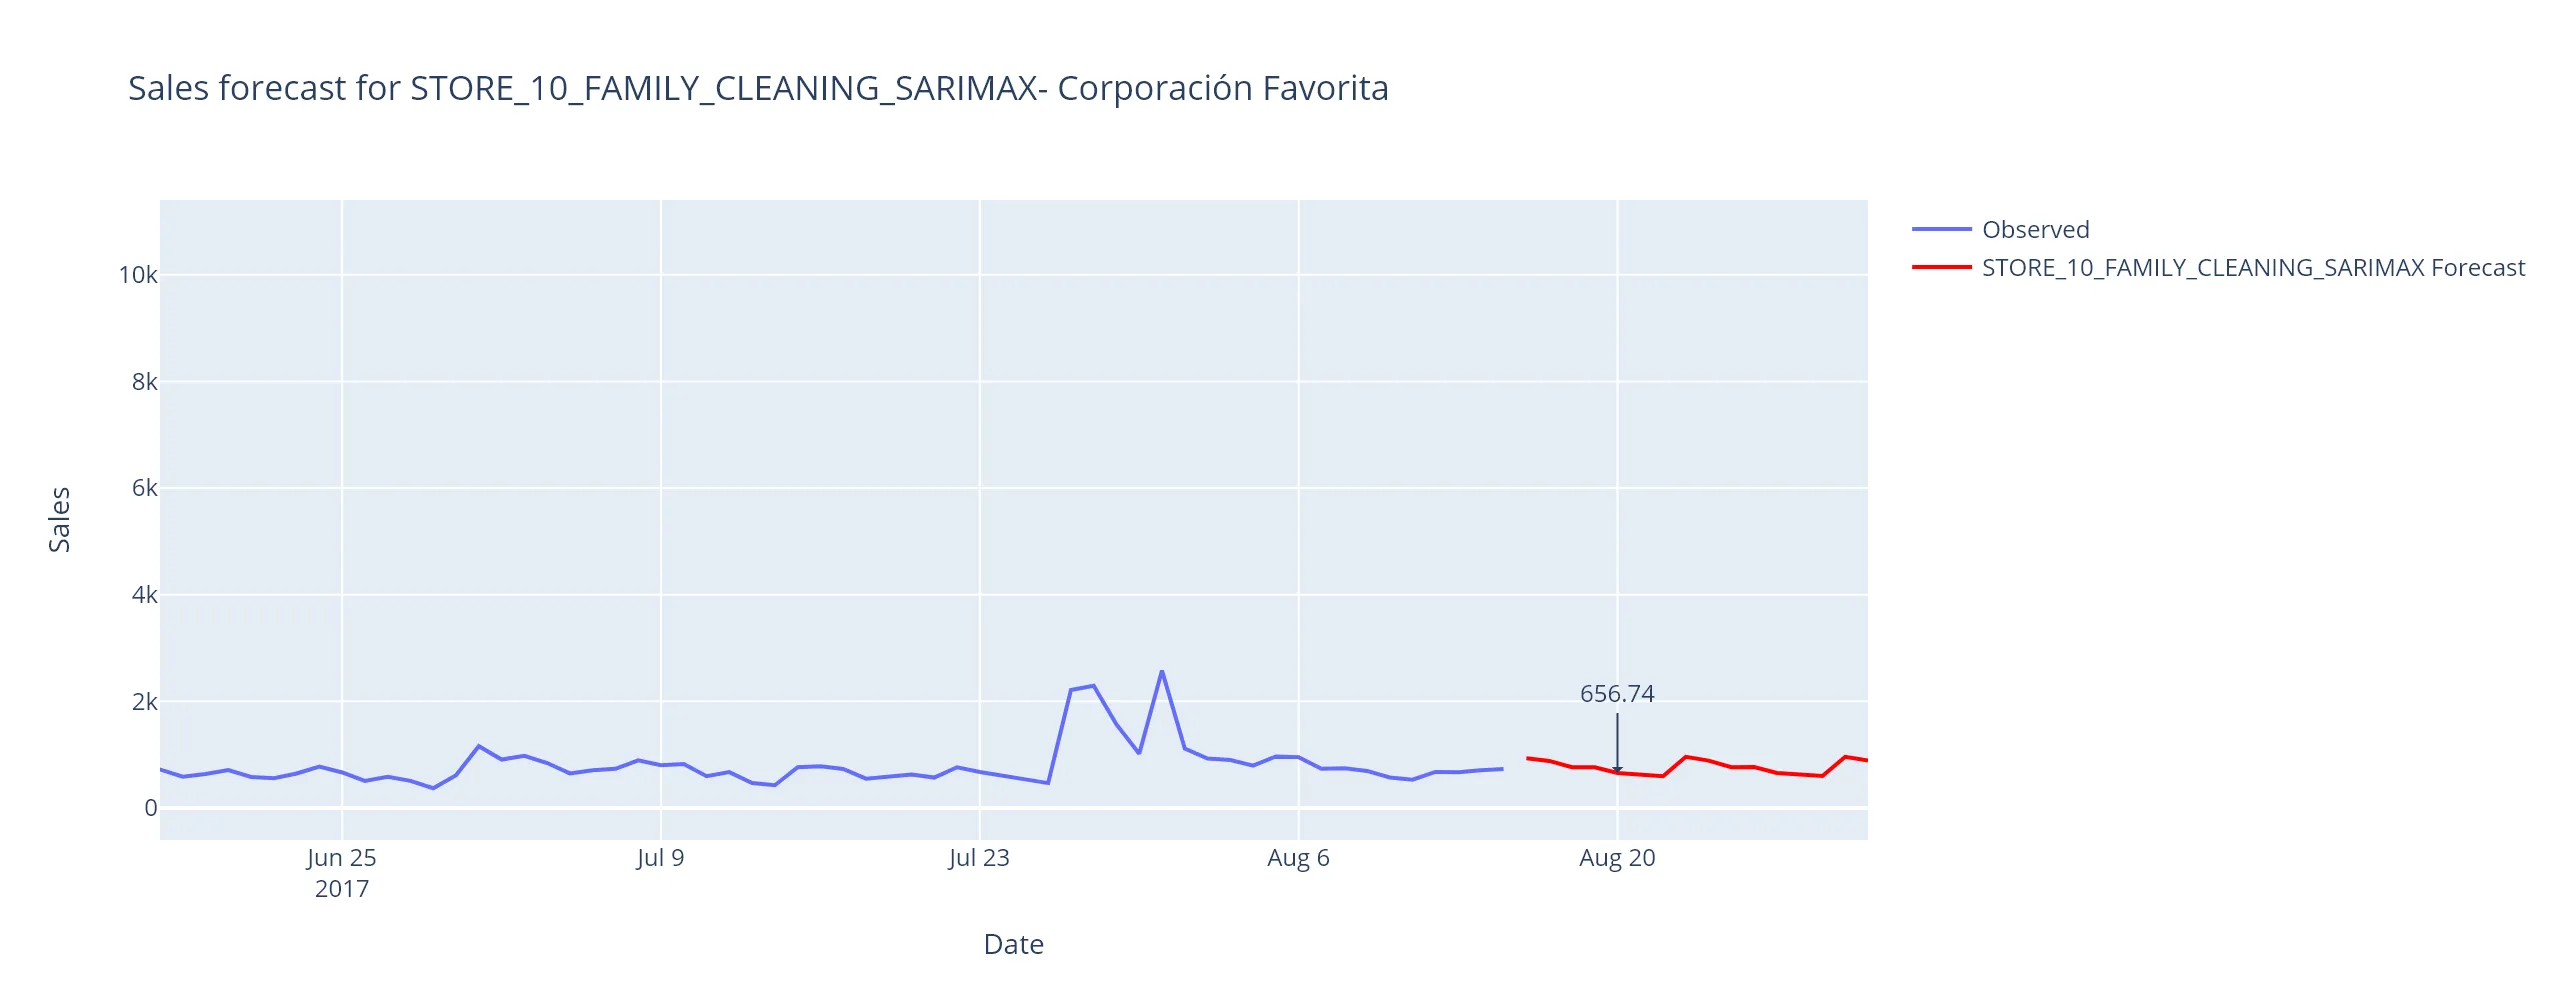 Sales forecast for STORE_10_FAMILY_CLEANING_SARIMAX- Corporación Favorita
Observed
STORE_10_FAMILY_CLEANING_SARIMAX Forecast
10k
8k
6k
4k
2k
0
Sales
656.74
Jun 25
2017
Jul 9
Jul 23
Aug 6
Aug 20
Date